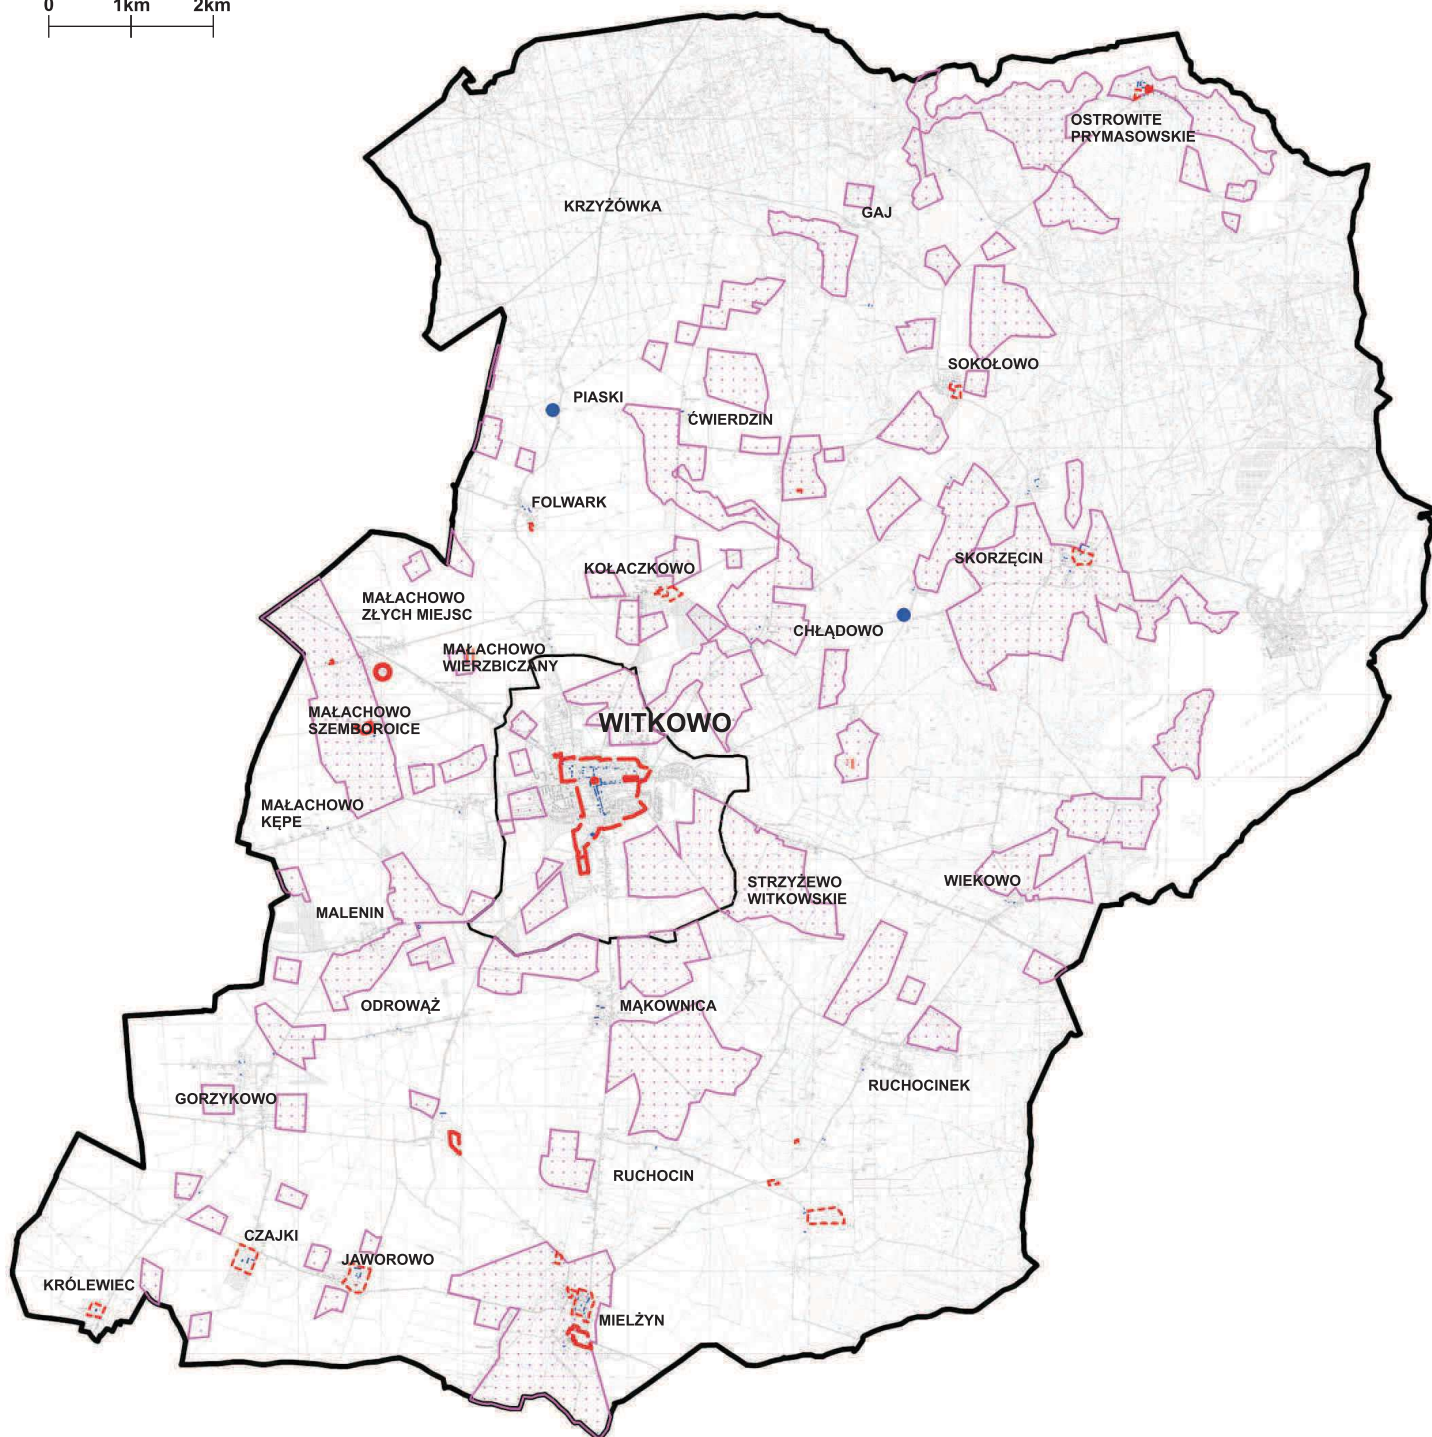 0 1km 2km
OSTROWITE
PRYMASOWSKIE
KRZYŻÓWKA
GAJ
SOKOŁOWO
PIASKI
ĆWIERDZIN
FOLWARK
SKORZĘCIN
KOŁACZKOWO
MAŁACHOWO
ZŁYCH MIEJSC
CHŁĄDOWO
MAŁACHOWO
WIERZBICZANY
MAŁACHOWO
SZEMBOROICE
WITKOWO
MAŁACHOWO
KĘPE
STRZYŻEWO
WITKOWSKIE
WIEKOWO
MALENIN
ODROWĄŻ
MĄKOWNICA
RUCHOCINEK
GORZYKOWO
RUCHOCIN
CZAJKI
JAWOROWO
KRÓLEWIEC
MIELŻYN